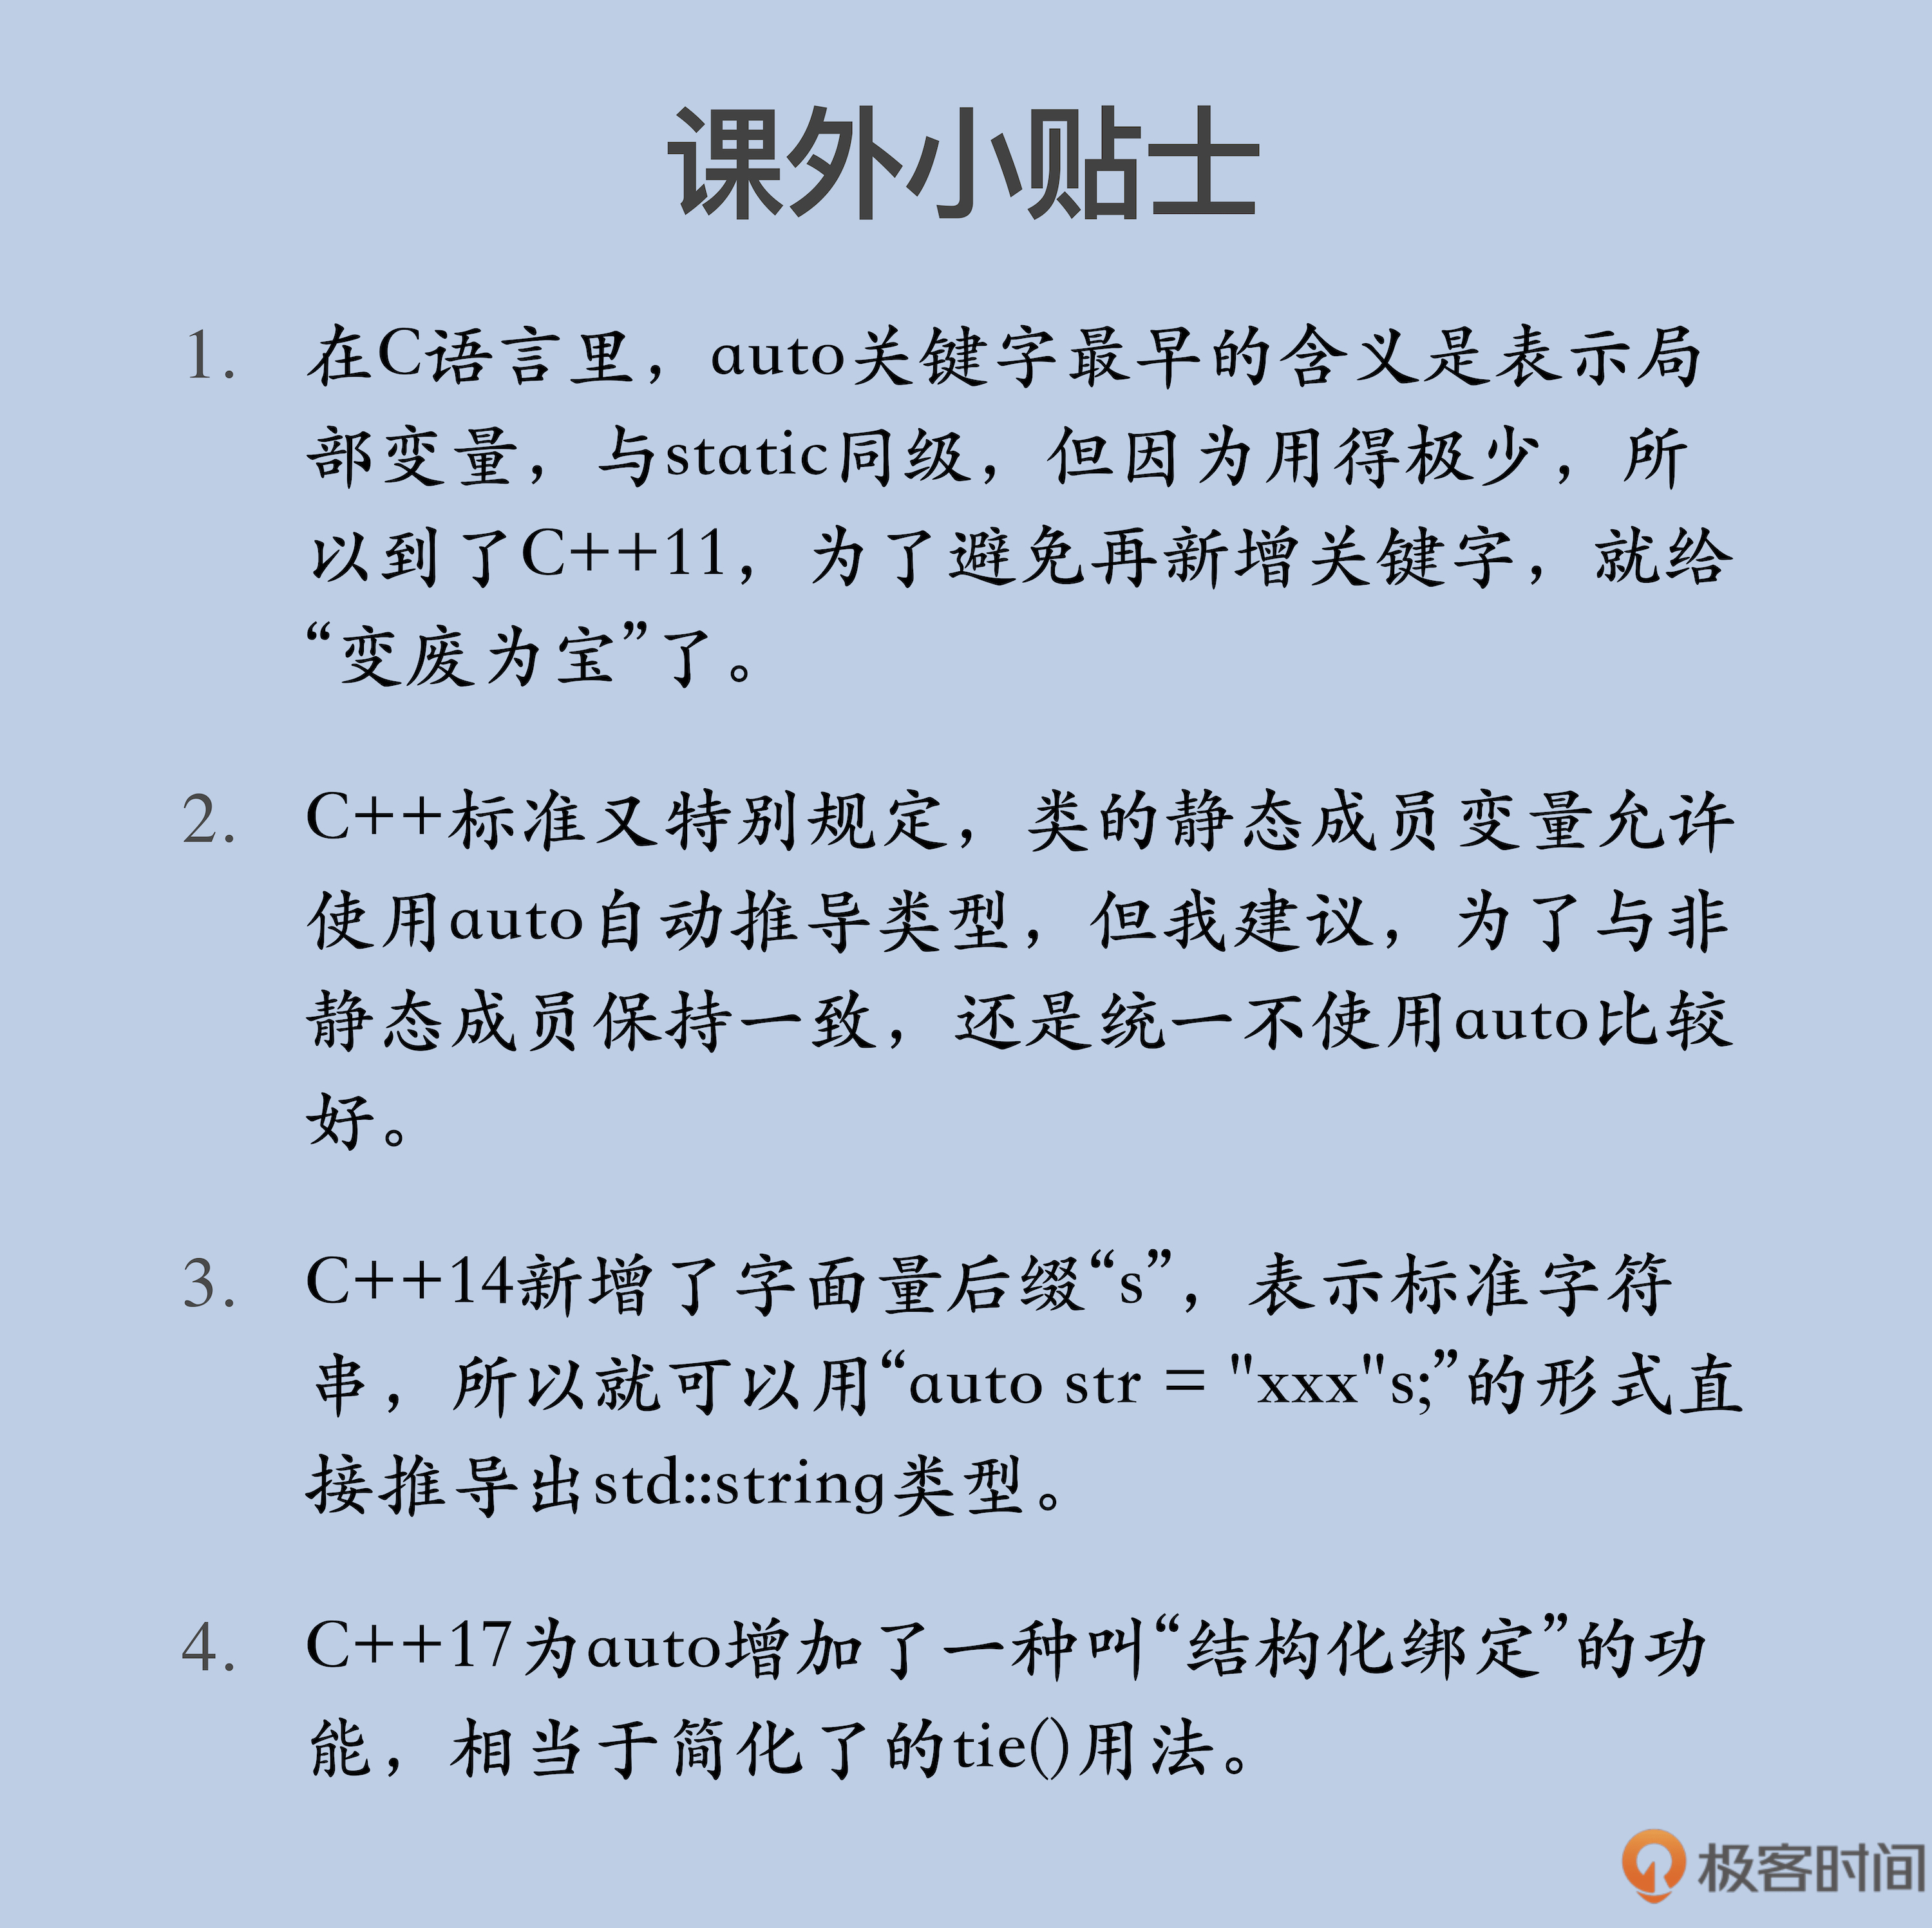 课外小贴士
1. 在C语言里，auto关键字最早的含义是表示局
部变量，与static同级，但因为用得极少，所
以到了C++11，为了避免再新增关键字，就给
“变废为宝”了。
2. C++标准又特别规定，类的静态成员变量允许
使用auto自动推导类型，但我建议，为了与非
静态成员保持一致，还是统一不使用auto比较
好。
3. C++14新增了字面量后缀“s”，表示标准字符
串，所以就可以用“auto str = "xxx"s;”的形式直
接推导出std::string类型。
4. C++17为auto增加了一种叫“结构化绑定”的功
能，相当于简化了的tie()用法。
极客时间